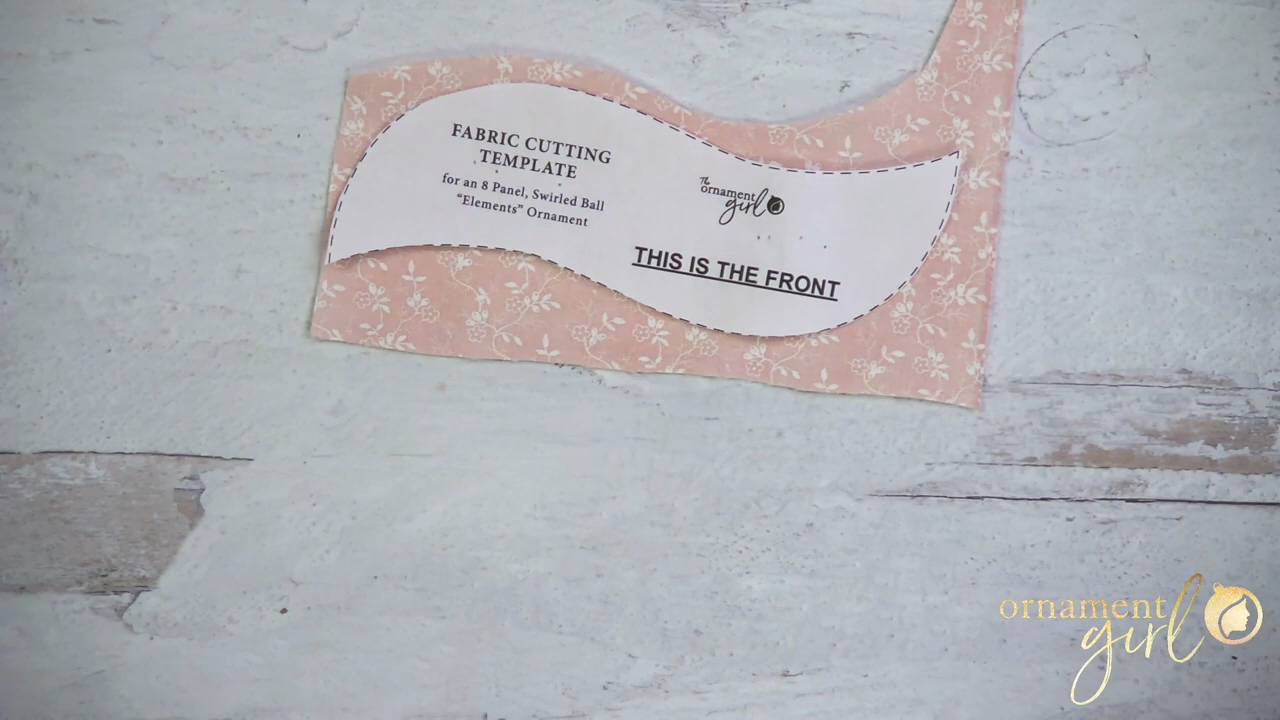 FABRIC CUTTING
TEMPLATE
for an 8 Panel, Swirled Ball
“Elements” Ornament
The
ornament
girl
THIS IS THE FRONT
ornament
girl